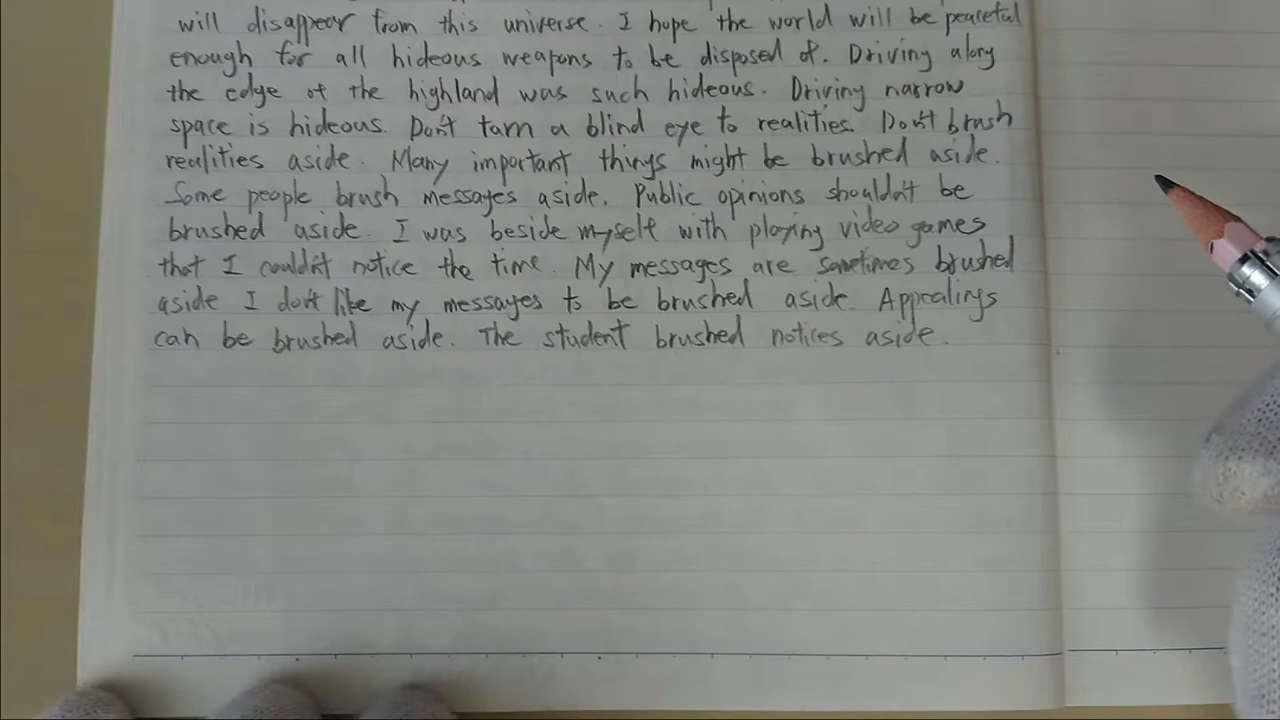 will disappear from this universe. I hope the world will be peaceful
enough for all hideous weapons to be disposed of. Driving along
the edge of the highland was such hideous. Driving narrow
space is hideous. Don't turn a blind eye to realities. Don't brush
realities aside. Many important things might be brushed aside.
Some people brush messages aside. Public opinions shouldn't be
brushed aside. I was beside myself with playing video games
that I couldn't notice the time. My messages are sometimes brushed
aside I don't like my messages to be brushed aside. Appealings
can be brushed aside. The student brushed notices aside.